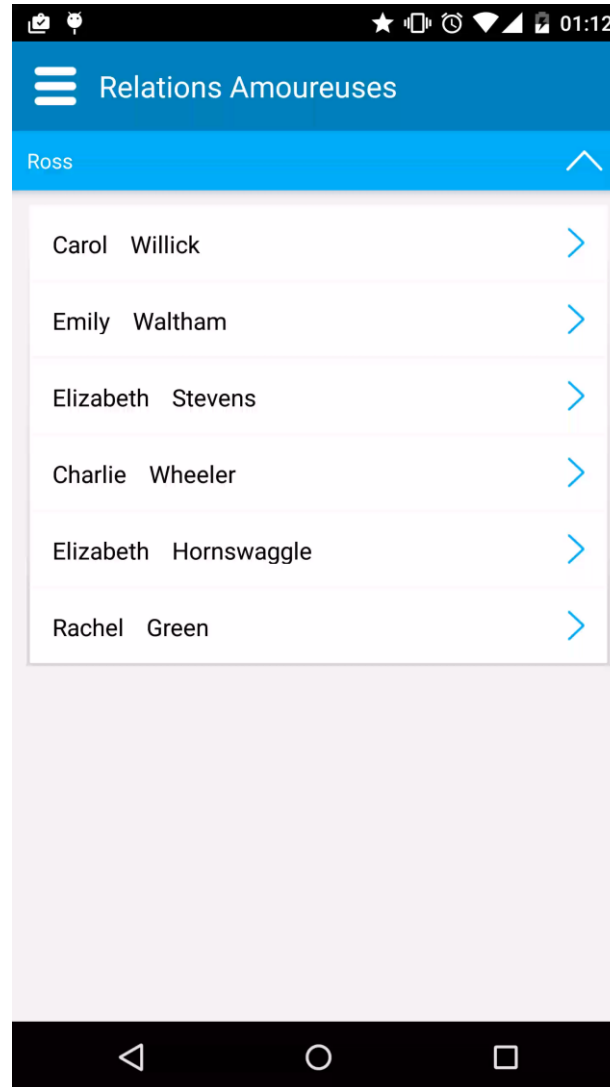 01:12
Relations Amoureuses
Ross
Carol Willick
Emily Waltham
Elizabeth Stevens
Charlie Wheeler
Elizabeth Hornswaggle
Rachel Green